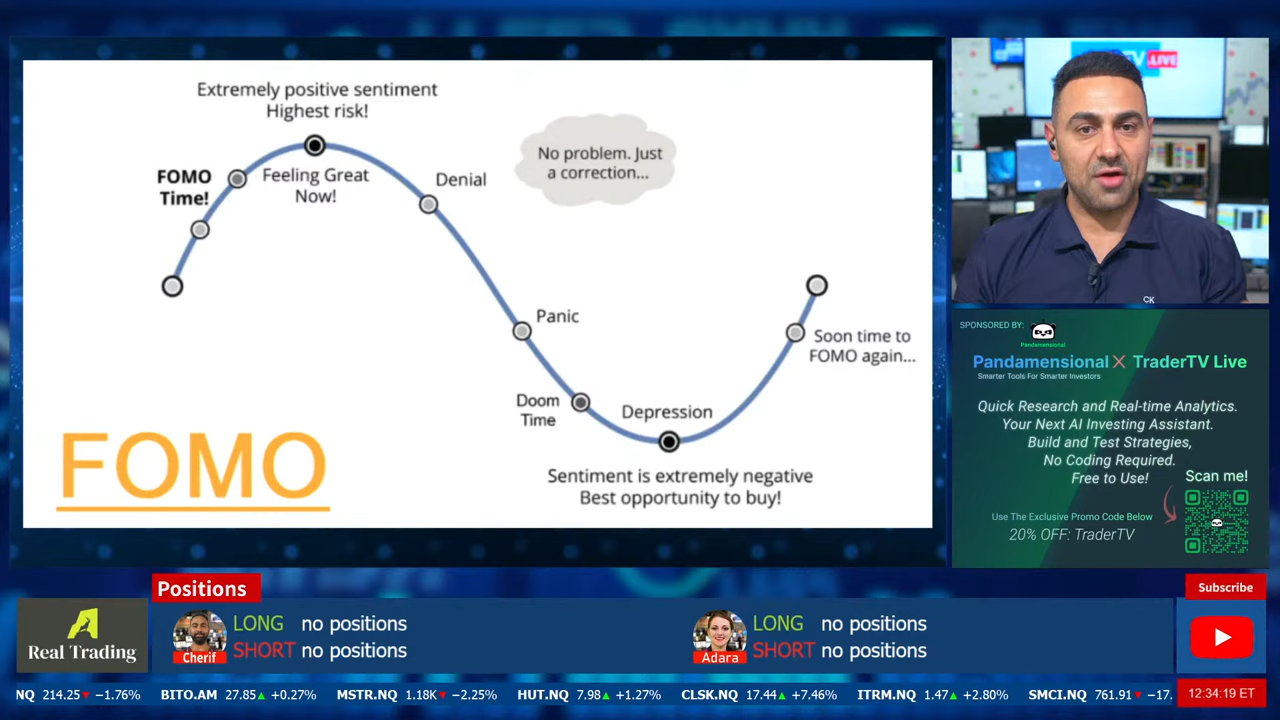 Extremely positive sentiment
Highest risk!
FOMO
Time!
Feeling Great
Now!
Denial
No problem. Just
a correction...
Panic
Soon time to
FOMO again...
Doom
Time
Depression
Sentiment is extremely negative
Best opportunity to buy!
FOMO
TV LIVE
CK
SPONSORED BY:
Pandamensional
Pandamensional X TraderTV Live
Smarter Tools For Smarter Investors
Quick Research and Real-time Analytics.
Your Next AI Investing Assistant.
Build and Test Strategies,
No Coding Required.
Free to Use!
Scan me!
Use The Exclusive Promo Code Below
20% OFF: TraderTV
Positions
Subscribe
Real Trading
Cherif
LONG no positions
SHORT no positions
Adara
LONG no positions
SHORT no positions
NQ 214.25 ▼ −1.76% BITO.AM 27.85 ▲ +0.27% MSTR.NQ 1.18K ▼ −2.25% HUT.NQ 7.98 ▲ +1.27% CLSK.NQ 17.44 ▲ +7.46% ITRM.NQ 1.47 ▲ +2.80% SMCI.NQ 761.91 ▼ −17.
12:34:19 ET